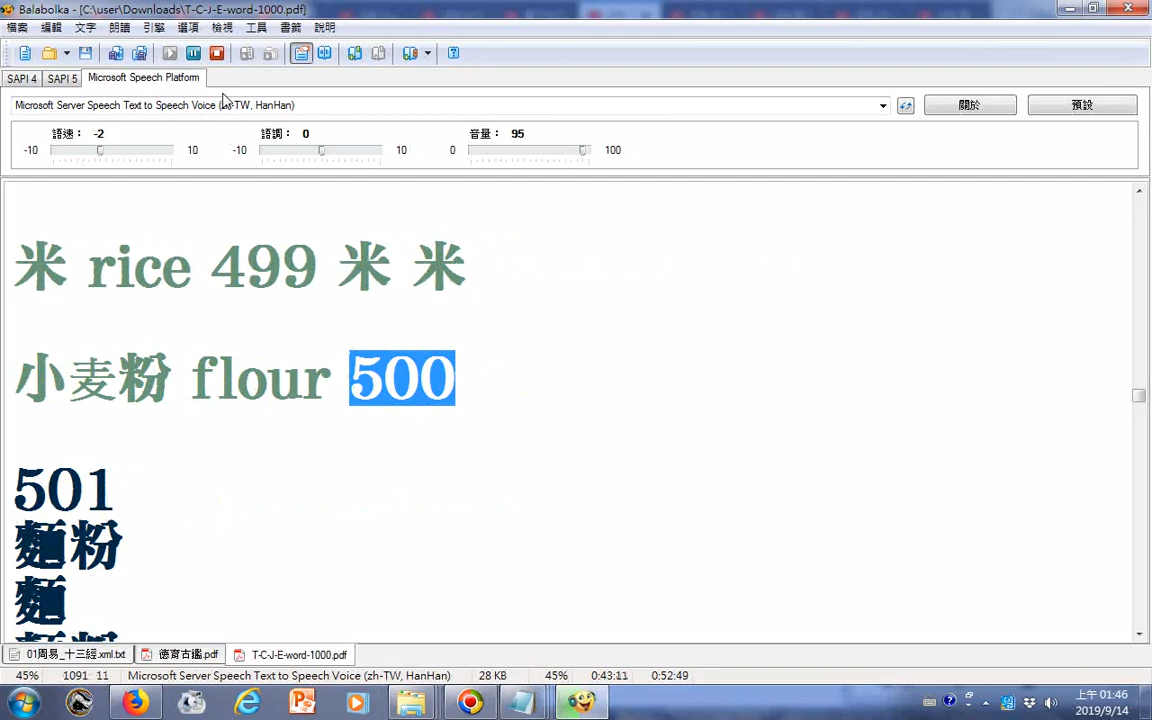 Balabolka - [C:\user\Downloads\T-C-J-E-word-1000.pdf]
檔案 編輯 文字 朗讀 引擎 選項 檢視 工具 書籤 說明
SAPI 4 SAPI 5 Microsoft Speech Platform
Microsoft Server Speech Text to Speech Voice (zh-TW, HanHan) 關於 預設
語速： -2 語調： 0 音量： 95
-10 10 -10 10 0 100
米 rice 499 米 米
小麦粉 flour 500
501
麵粉
麵
01周易_十三經.xml.txt 德育古鑑.pdf T-C-J-E-word-1000.pdf
45% 1091 11 Microsoft Server Speech Text to Speech Voice (zh-TW, HanHan) 28 KB 45% 0:43:11 0:52:49
上午 01:46
2019/9/14